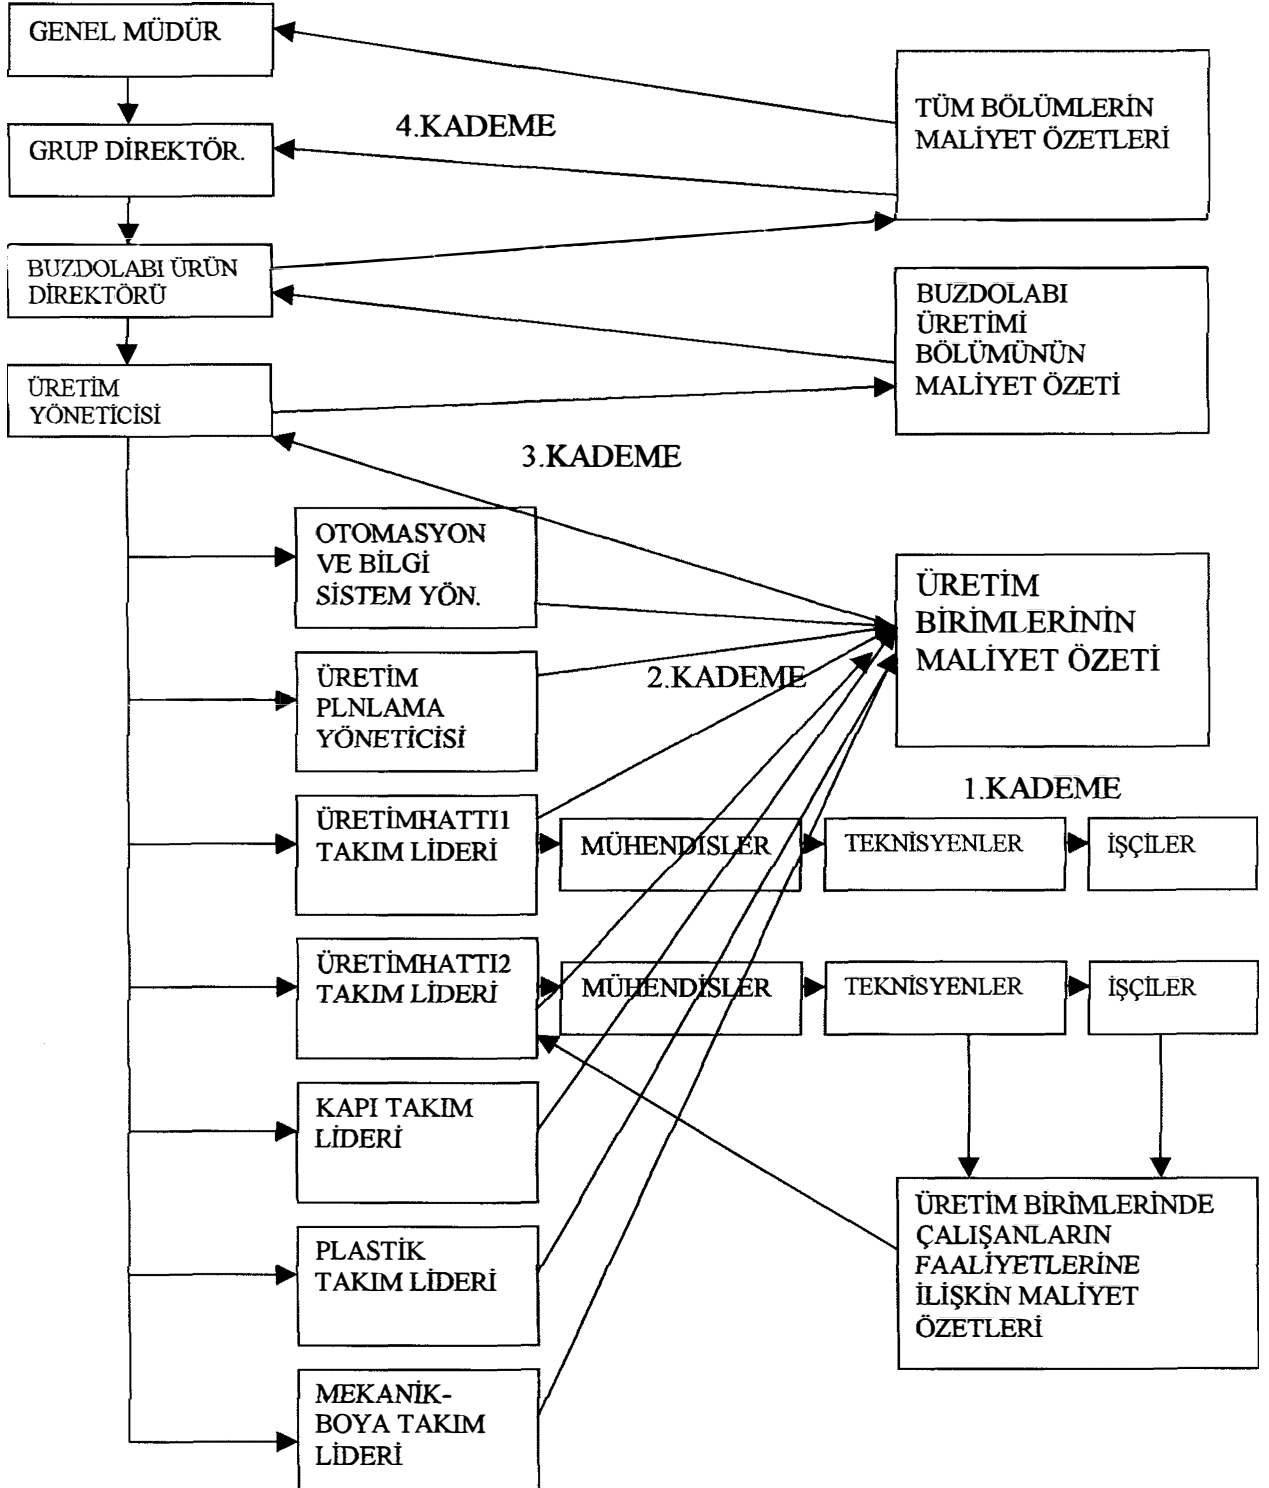 GENEL MÜDÜR
TÜM BÖLÜMLERİN
MALİYET ÖZETLERİ
4.KADEME
GRUP DİREKTÖR.
BUZDOLABI ÜRÜN
DİREKTÖRÜ
BUZDOLABI
ÜRETİMİ
BÖLÜMÜNÜN
MALİYET ÖZETİ
ÜRETİM
YÖNETİCİSİ
3.KADEME
OTOMASYON
VE BİLGİ
SİSTEM YÖN.
ÜRETİM
BİRİMLERİNİN
MALİYET ÖZETİ
2.KADEME
ÜRETİM
PLNLAMA
YÖNETİCİSİ
1.KADEME
ÜRETİMHATTI1
TAKIM LİDERİ
MÜHENDİSLER
TEKNİSYENLER
İŞÇİLER
ÜRETİMHATTI2
TAKIM LİDERİ
MÜHENDİSLER
TEKNİSYENLER
İŞÇİLER
KAPI TAKIM
LİDERİ
ÜRETİM BİRİMLERİNDE
ÇALIŞANLARIN
FAALİYETLERİNE
İLİŞKİN MALİYET
ÖZETLERİ
PLASTİK
TAKIM LİDERİ
MEKANİK-
BOYA TAKIM
LİDERİ